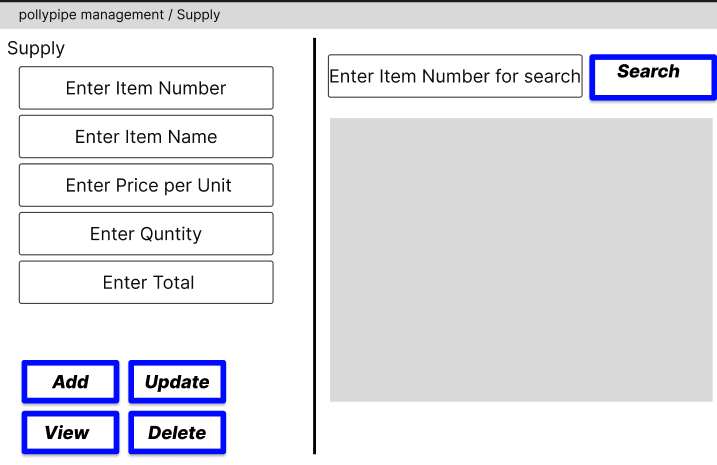 pollypipe management / Supply
Supply
Enter Item Number
Enter Item Name
Enter Price per Unit
Enter Quntity
Enter Total
Add
Update
View
Delete
Enter Item Number for search
Search